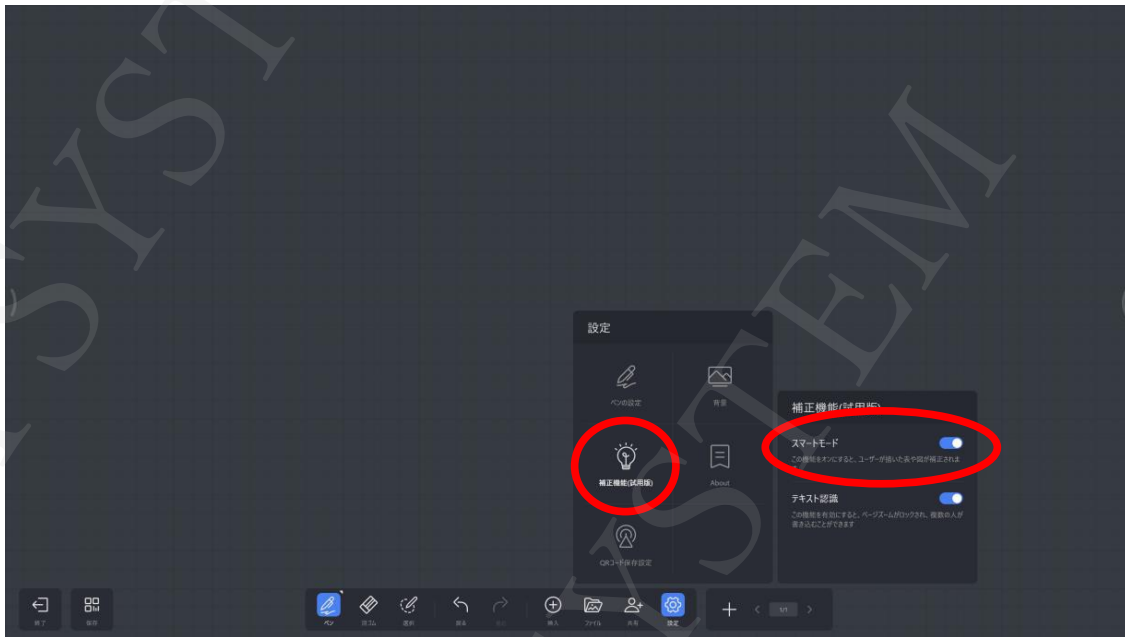 設定
ペンの設定
背景
補正機能(試用版)
About
QRコード保存設定
補正機能(試用版)
スマートモード
この機能をオンにすると、ユーザーが描いた表や図が補正されま
テキスト認識
この機能を有効にすると、ページズームがロックされ、複数の人が
書き込むことができます
終了
保存
ペン
消ゴム
選択
戻る
挿入
ファイル
共有
設定
1/1
SYSTEM